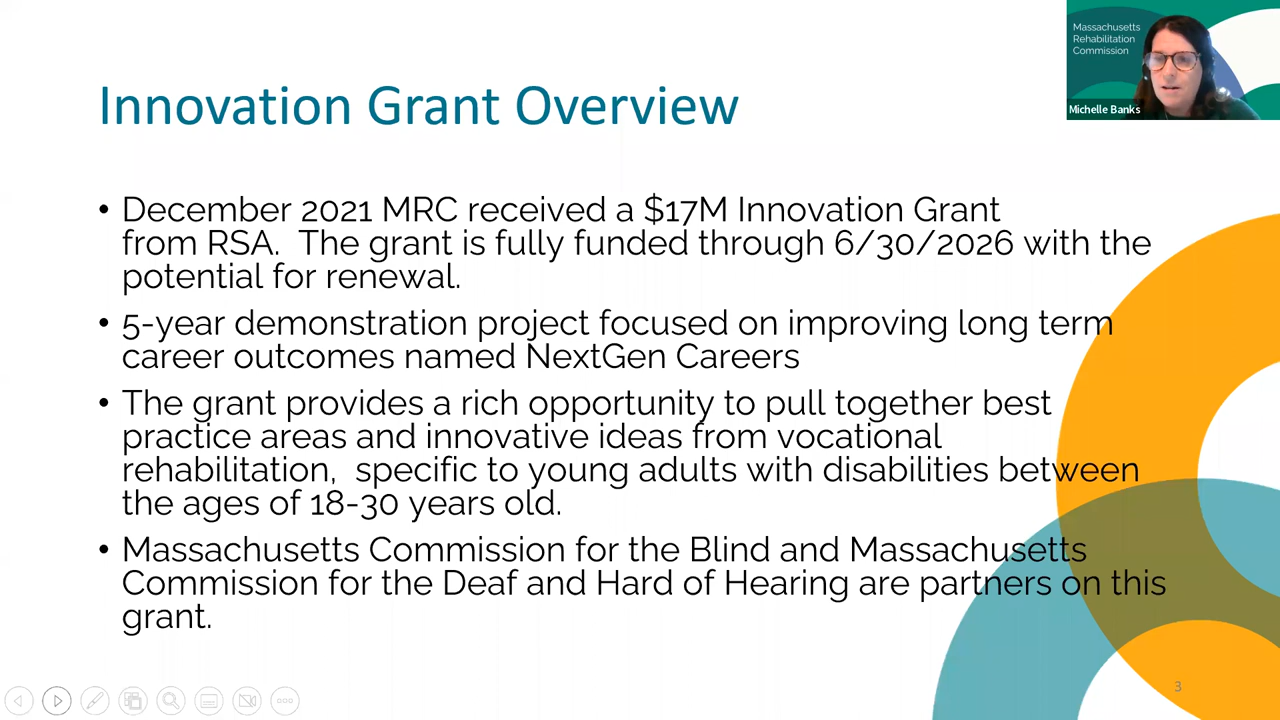 Massachusetts
Rehabilitation
Commission
Michelle Banks
Innovation Grant Overview
• December 2021 MRC received a $17M Innovation Grant
from RSA.  The grant is fully funded through 6/30/2026 with the
potential for renewal.
• 5-year demonstration project focused on improving long term
career outcomes named NextGen Careers
• The grant provides a rich opportunity to pull together best
practice areas and innovative ideas from vocational
rehabilitation,  specific to young adults with disabilities between
the ages of 18-30 years old.
• Massachusetts Commission for the Blind and Massachusetts
Commission for the Deaf and Hard of Hearing are partners on this
grant.
3